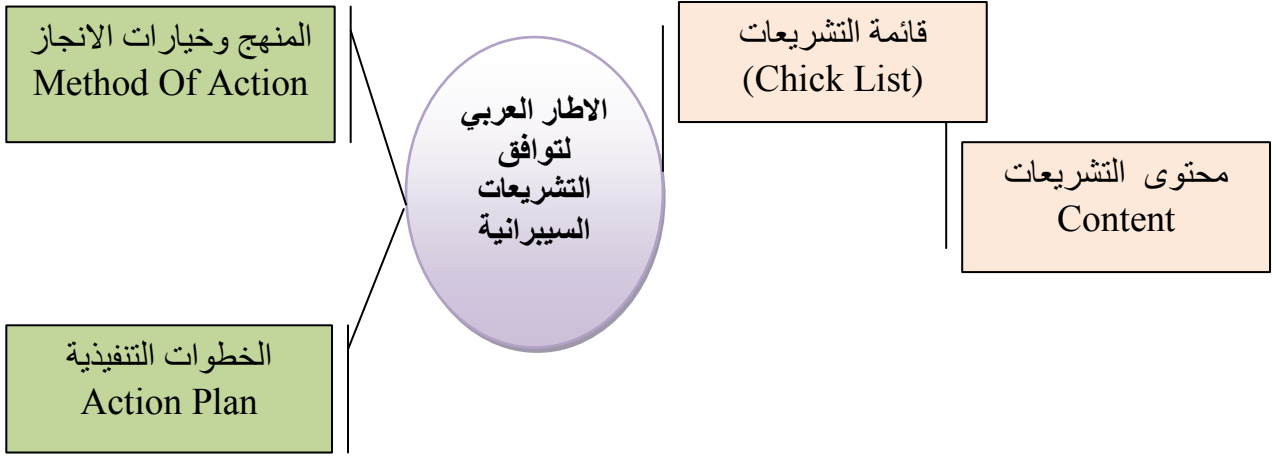 قائمة التشريعات
(Chick List)
محتوى التشريعات
Content
الاطار العربي
لتوافق
التشريعات
السيبرانية
المنهج وخيارات الانجاز
Method Of Action
الخطوات التنفيذية
Action Plan